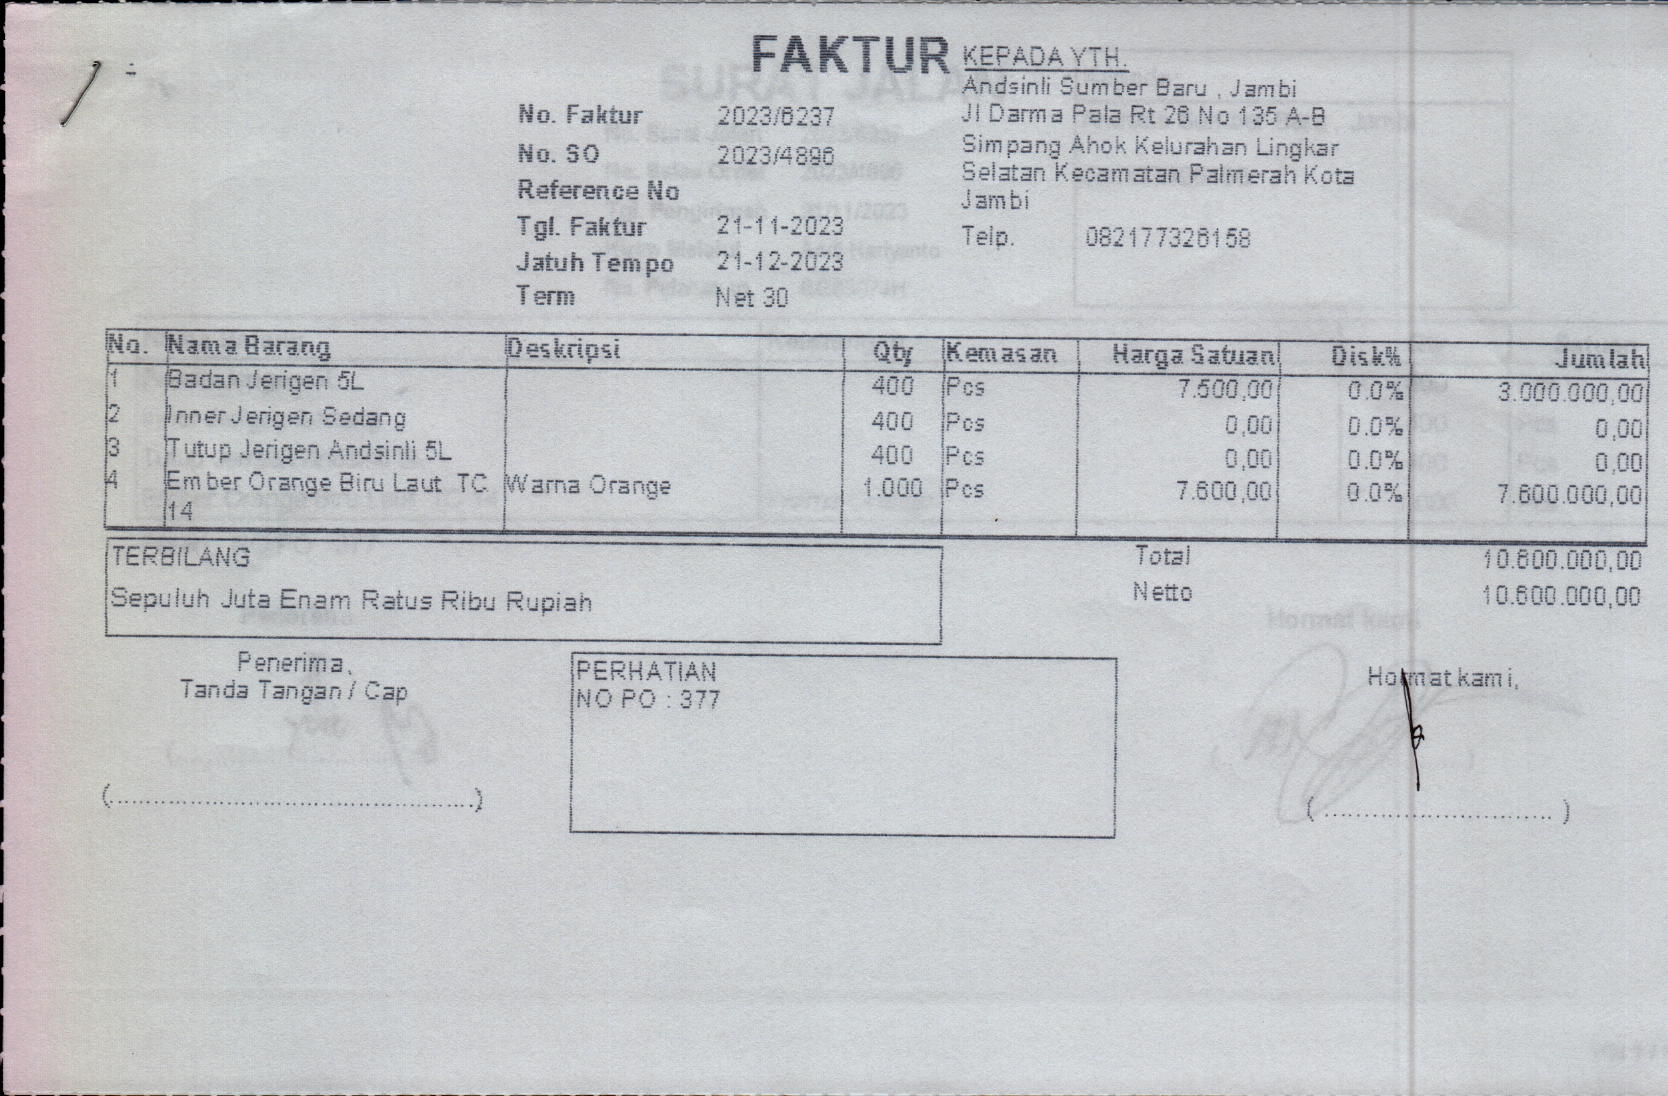 FAKTUR
KEPADA YTH.
Andsinli Sumber Baru , Jambi
Jl Darma Pala Rt 26 No 135 A-B
Simpang Ahok Kelurahan Lingkar
Selatan Kecamatan Palmerah Kota
Jambi
Telp. 082177326158
No. Faktur 2023/6237
No. SO 2023/4896
Reference No
Tgl. Faktur 21-11-2023
Jatuh Tempo 21-12-2023
Term Net 30
No. Nama Barang Deskripsi Qty Kemasan Harga Satuan Disk% Jumlah
1 Badan Jerigen 5L 400 Pcs 7.500,00 0.0% 3.000.000,00
2 Inner Jerigen Sedang 400 Pcs 0,00 0.0% 0,00
3 Tutup Jerigen Andsinli 5L 400 Pcs 0,00 0.0% 0,00
4 Ember Orange Biru Laut TC Warna Orange 1.000 Pcs 7.600,00 0.0% 7.600.000,00
14
TERBILANG
Sepuluh Juta Enam Ratus Ribu Rupiah
Total 10.600.000,00
Netto 10.600.000,00
Penerima,
Tanda Tangan / Cap
(..............................................)
PERHATIAN
NO PO : 377
Hormat kami,
( ............................ )